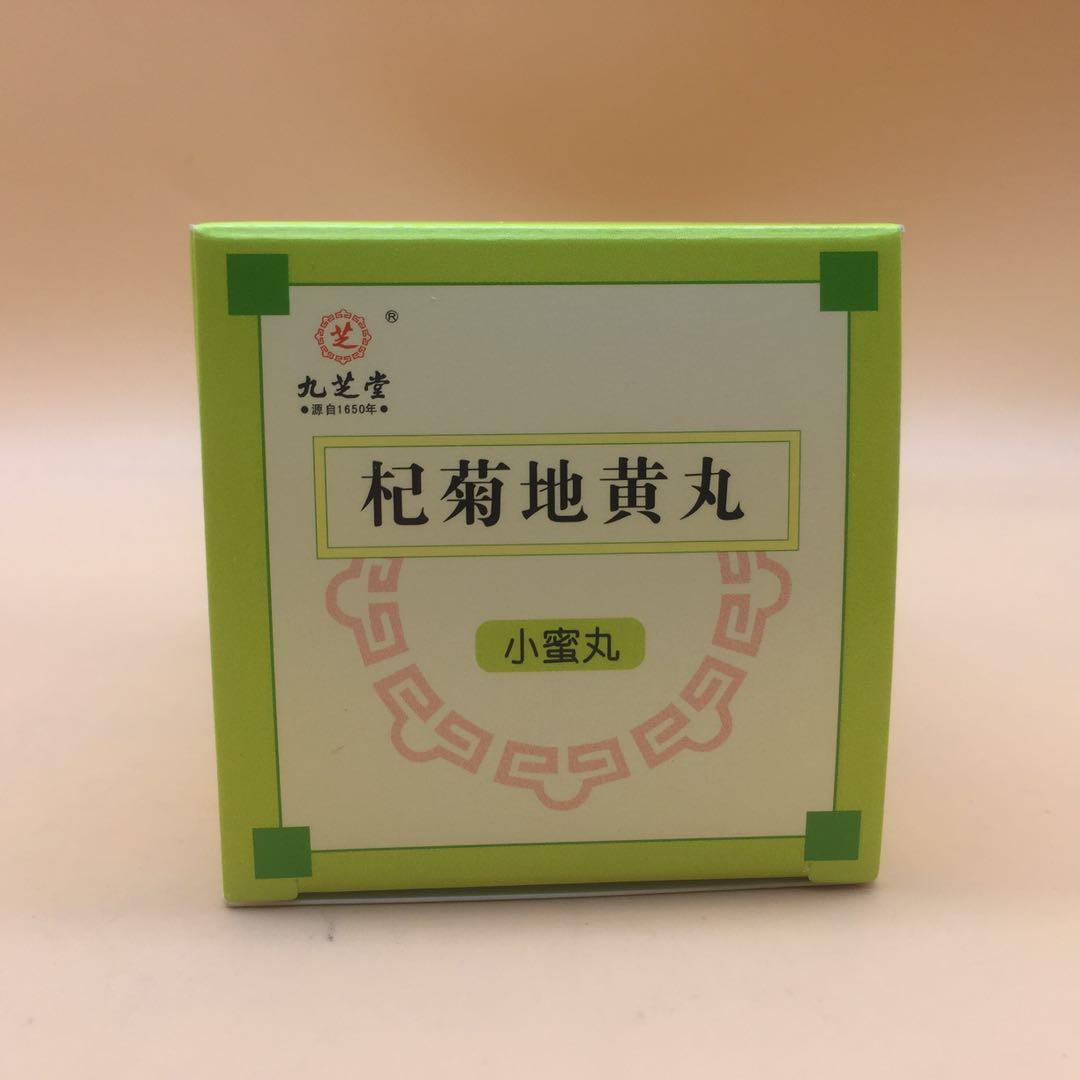 芝
®
九芝堂
●源自1650年●
杞菊地黄丸
小蜜丸